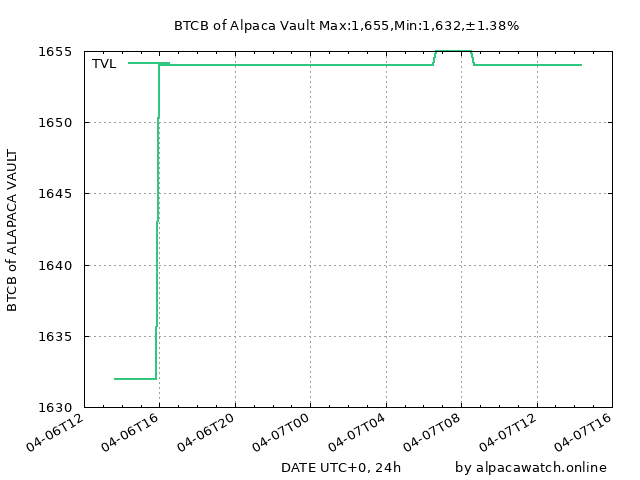 BTCB of Alpaca Vault Max:1,655,Min:1,632,±1.38%
TVL
BTCB of ALAPACA VAULT
1655
1650
1645
1640
1635
1630
04-06T12
04-06T16
04-06T20
04-07T00
04-07T04
04-07T08
04-07T12
04-07T16
DATE UTC+0, 24h
by alpacawatch.online